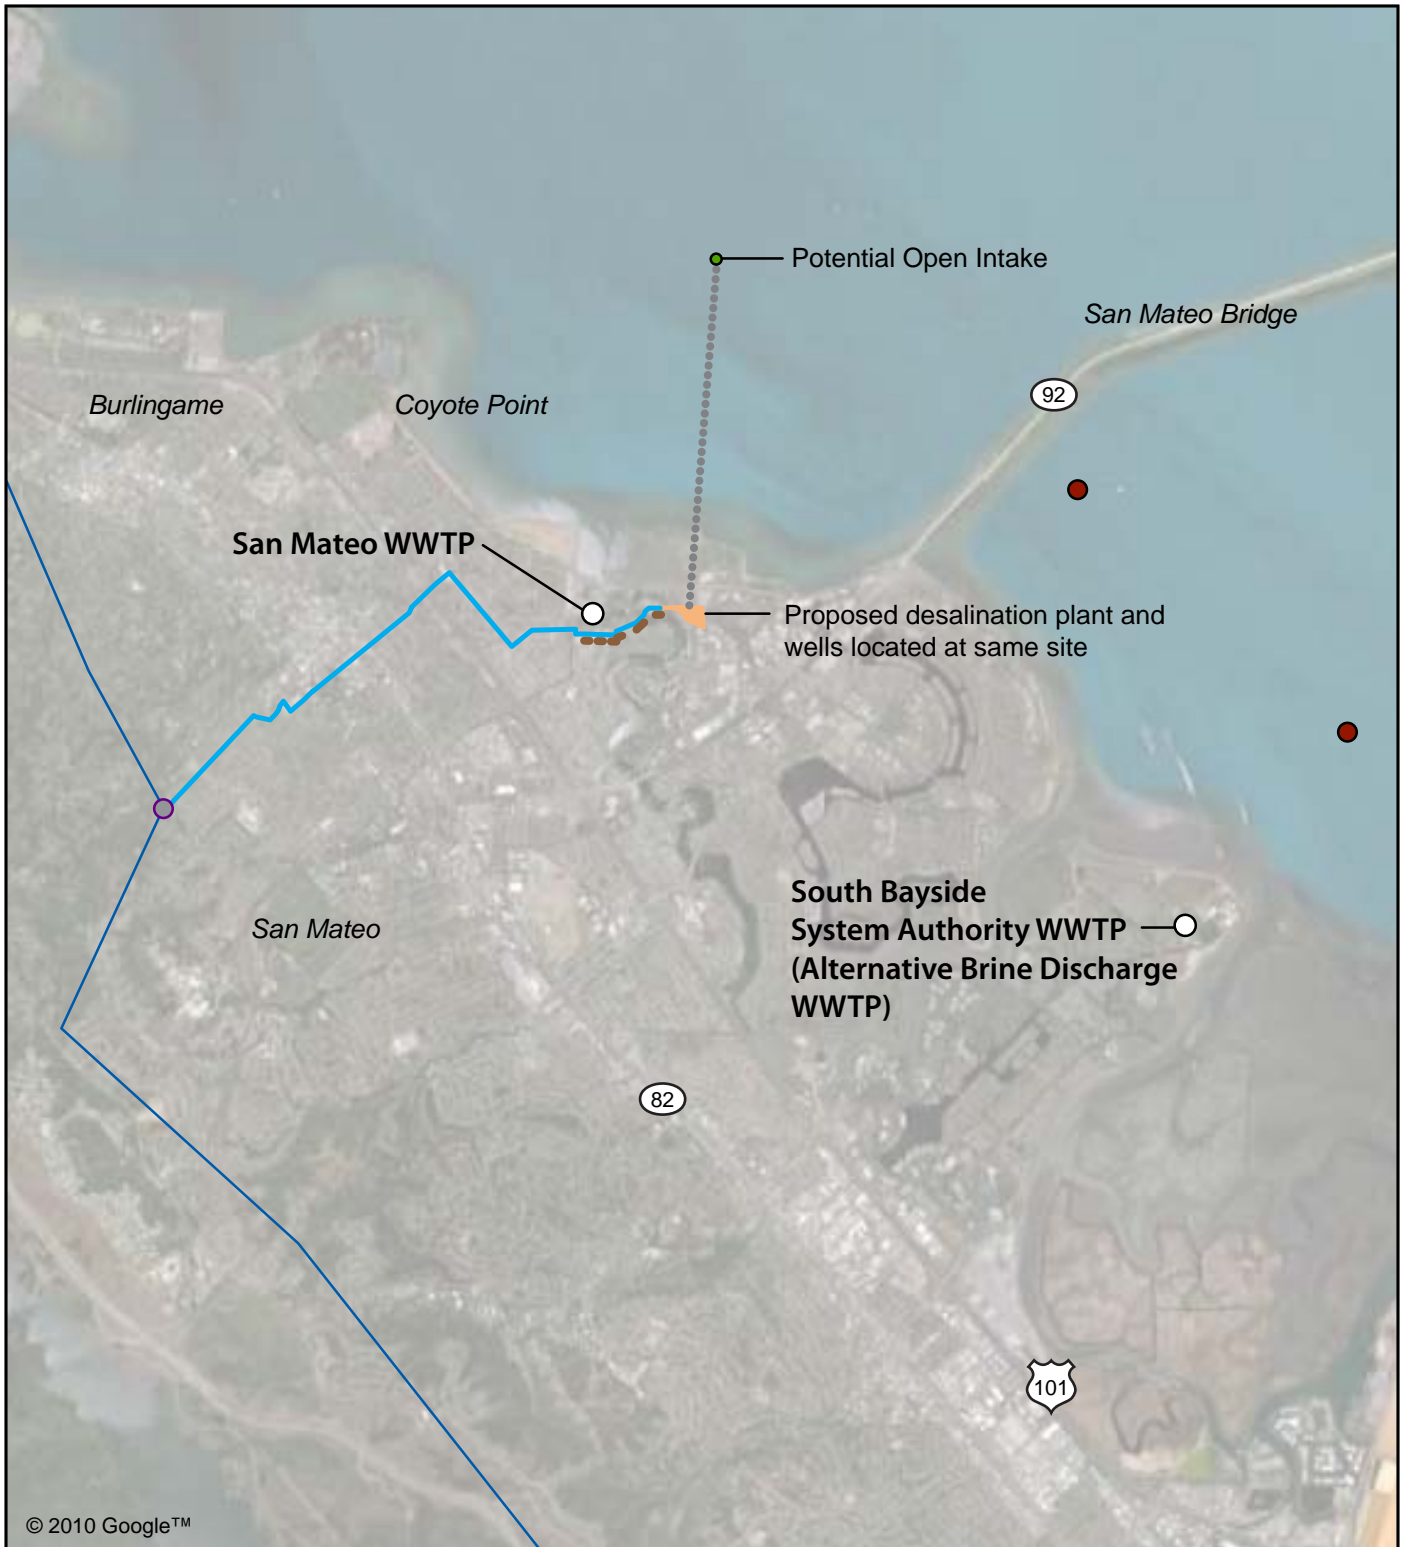 Potential Open Intake
San Mateo Bridge
92
Burlingame
Coyote Point
San Mateo WWTP
Proposed desalination plant and
wells located at same site
South Bayside
System Authority WWTP
(Alternative Brine Discharge
WWTP)
San Mateo
82
101
© 2010 Google™